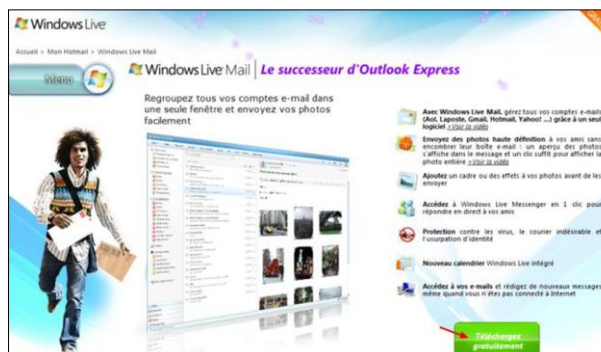 Windows Live
GRATUIT
Accueil > Mon Hotmail > Windows Live Mail
Menu
Windows Live Mail | Le successeur d'Outlook Express
Regroupez tous vos comptes e-mail dans
une seule fenêtre et envoyez vos photos
facilement
Avec Windows Live Mail, gérez tous vos comptes e-mails
(Aol, Laposte, Gmail, Hotmail, Yahoo! ...) grâce à un seul
logiciel >Voir la vidéo
Envoyez des photos haute définition à vos amis sans
encombrer leur boîte e-mail : un aperçu des photos
s'affiche dans le message et un clic suffit pour afficher la
photo entière >Voir la vidéo
Ajoutez un cadre ou des effets à vos photos avant de les
envoyer
Accédez à Windows Live Messenger en 1 clic pour
répondre en direct à vos amis
Protection contre les virus, le courier indésirable et
l'usurpation d'identité
Nouveau calendrier Windows Live intégré
Accédez à vos e-mails et rédigez de nouveaux messages
même quand vous n'êtes pas connecté à Internet
Téléchargez
gratuitement